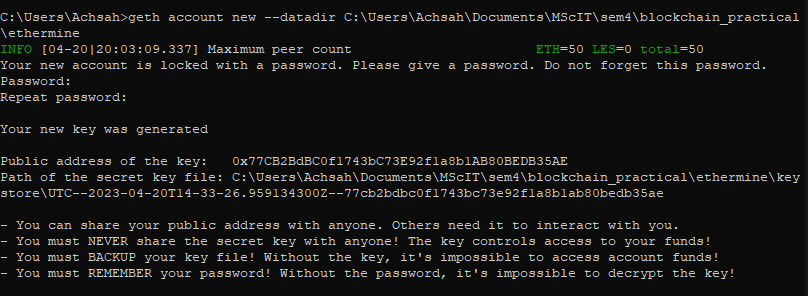 C:\Users\Achsah>geth account new --datadir C:\Users\Achsah\Documents\MScIT\sem4\blockchain_practical
\ethermine
INFO [04-20|20:03:09.337] Maximum peer count ETH=50 LES=0 total=50
Your new account is locked with a password. Please give a password. Do not forget this password.
Password:
Repeat password:
Your new key was generated
Public address of the key: 0x77CB2BdBC0f1743bC73E92f1a8b1AB80BEDB35AE
Path of the secret key file: C:\Users\Achsah\Documents\MScIT\sem4\blockchain_practical\ethermine\key
store\UTC--2023-04-20T14-33-26.959134300Z--77cb2bdbc0f1743bc73e92f1a8b1ab80bedb35ae
- You can share your public address with anyone. Others need it to interact with you.
- You must NEVER share the secret key with anyone! The key controls access to your funds!
- You must BACKUP your key file! Without the key, it's impossible to access account funds!
- You must REMEMBER your password! Without the password, it's impossible to decrypt the key!